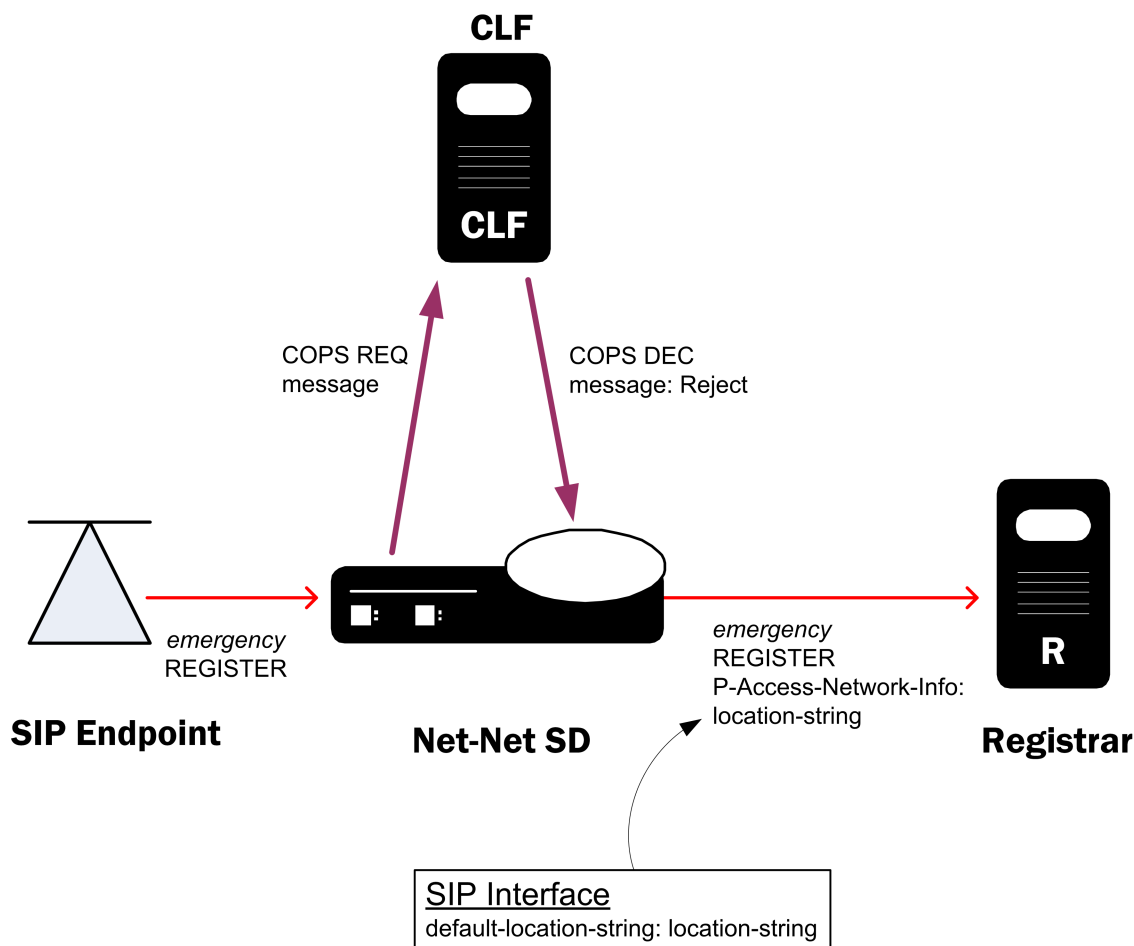 CLF
CLF
COPS REQ
message
COPS DEC
message: Reject
emergency
REGISTER
emergency
REGISTER
P-Access-Network-Info:
location-string
R
SIP Endpoint
Net-Net SD
Registrar
SIP Interface
default-location-string: location-string